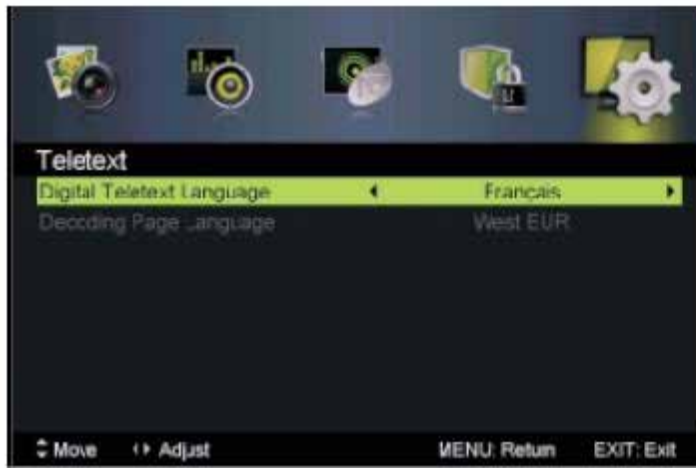 Teletext
Digital Teletext Language Français
Decoding Page Language West EUR
Move Adjust MENU: Return EXIT: Exit